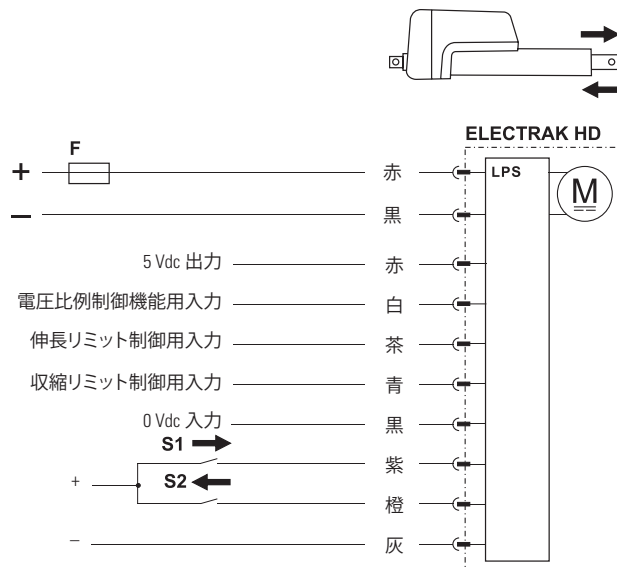 ELECTRAK HD
F
+ 赤 LPS
M
− 黒
5 Vdc 出力 赤
電圧比例制御機能用入力 白
伸長リミット制御用入力 茶
収縮リミット制御用入力 青
0 Vdc 入力 黒
S1 紫
+ S2
橙
− 灰